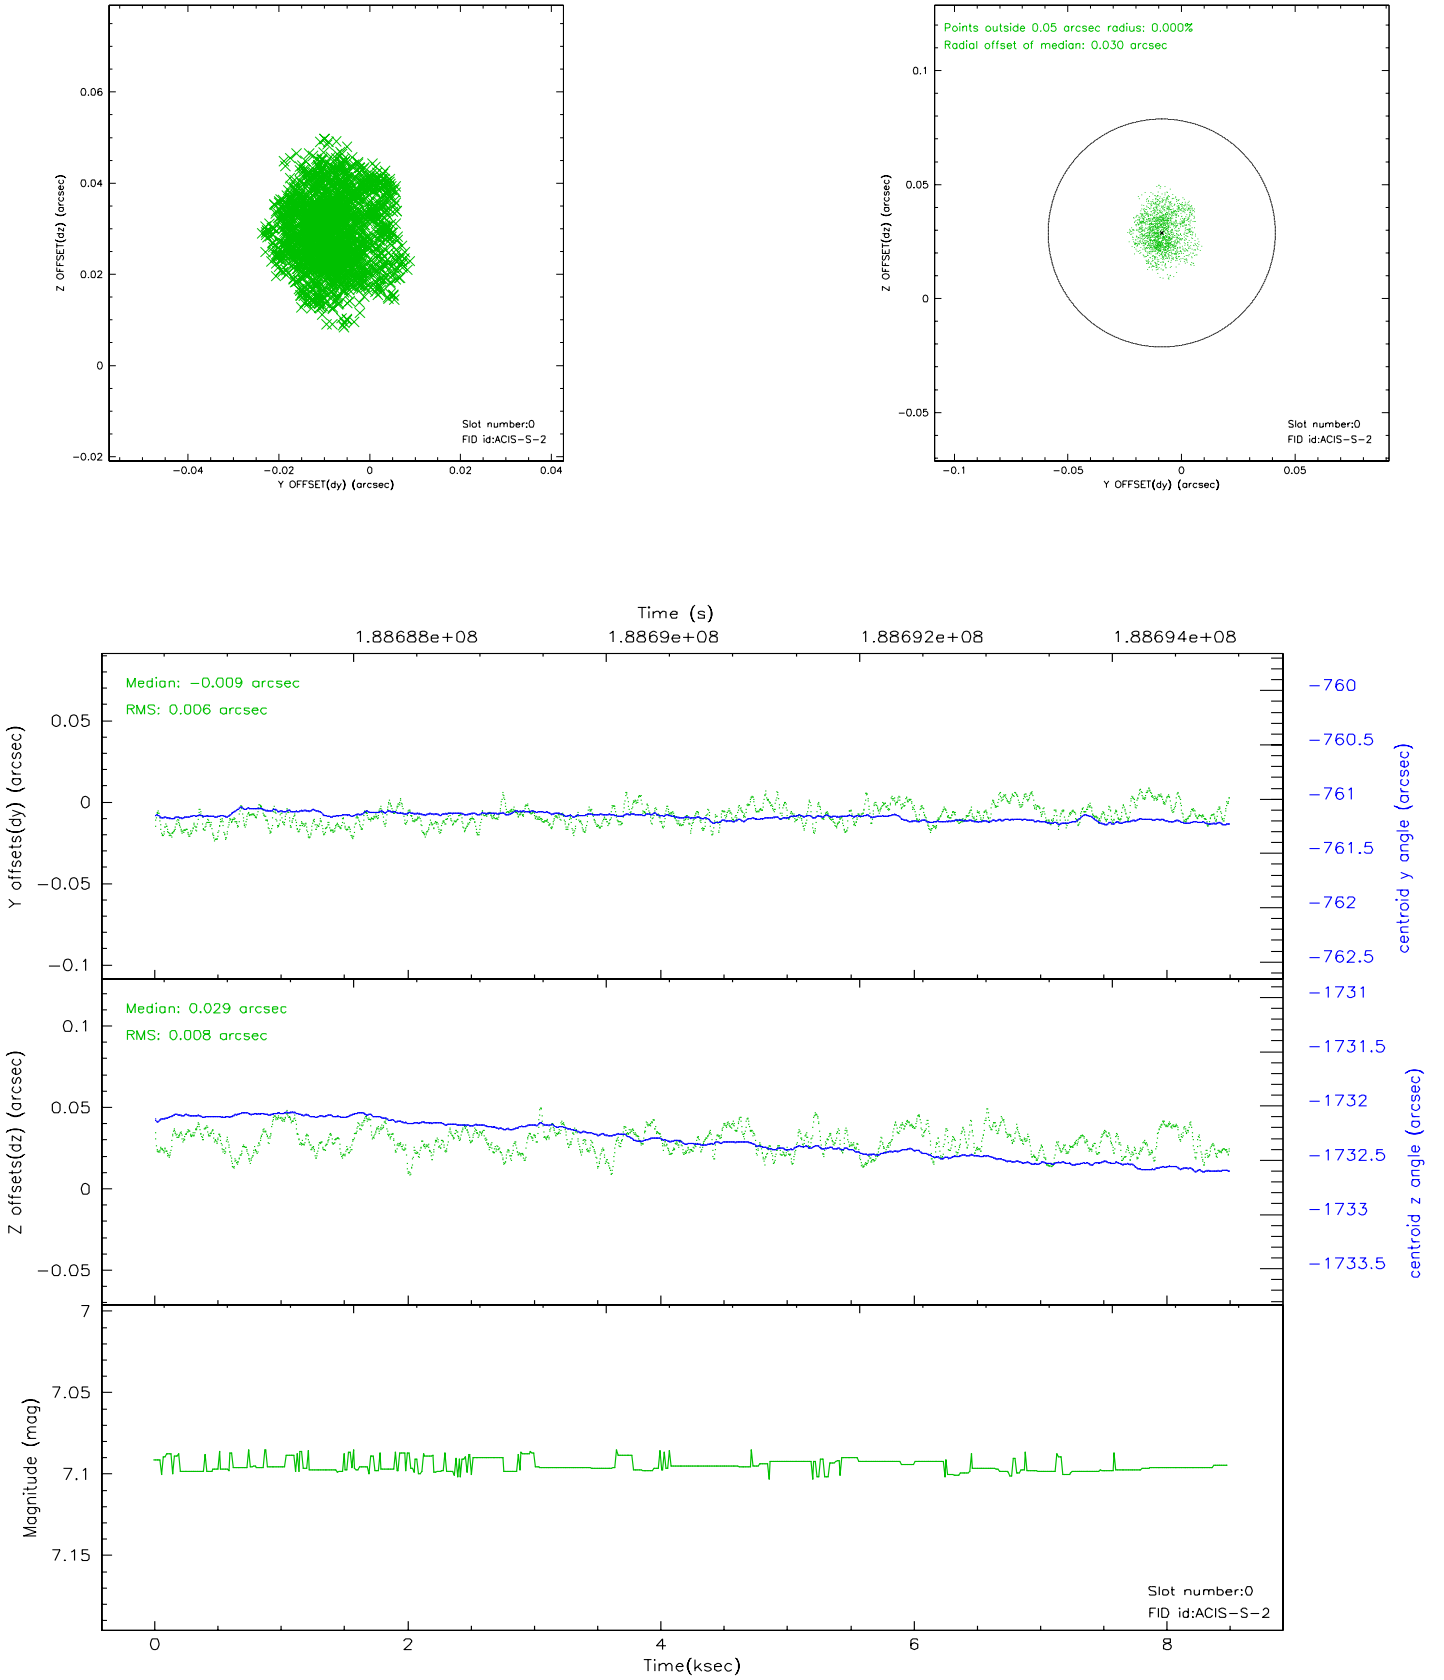 0.06
0.04
0.02
0
−0.02
Z OFFSET(dz) (arcsec)
Slot number:0
FID id:ACIS−S−2
−0.04 −0.02 0 0.02 0.04
Y OFFSET(dy) (arcsec)
Points outside 0.05 arcsec radius: 0.000%
Radial offset of median: 0.030 arcsec
0.1
0.05
0
−0.05
Z OFFSET(dz) (arcsec)
Slot number:0
FID id:ACIS−S−2
−0.1 −0.05 0 0.05
Y OFFSET(dy) (arcsec)
Time (s)
1.88688e+08 1.8869e+08 1.88692e+08 1.88694e+08
Median: −0.009 arcsec
RMS: 0.006 arcsec
0.05
0
−0.05
−0.1
Y offsets(dy) (arcsec)
−760
−760.5
−761
−761.5
−762
−762.5
centroid y angle (arcsec)
Median: 0.029 arcsec
RMS: 0.008 arcsec
0.1
0.05
0
−0.05
Z offsets(dz) (arcsec)
−1731
−1731.5
−1732
−1732.5
−1733
−1733.5
centroid z angle (arcsec)
7
7.05
7.1
7.15
Magnitude (mag)
Slot number:0
FID id:ACIS−S−2
0 2 4 6 8
Time(ksec)